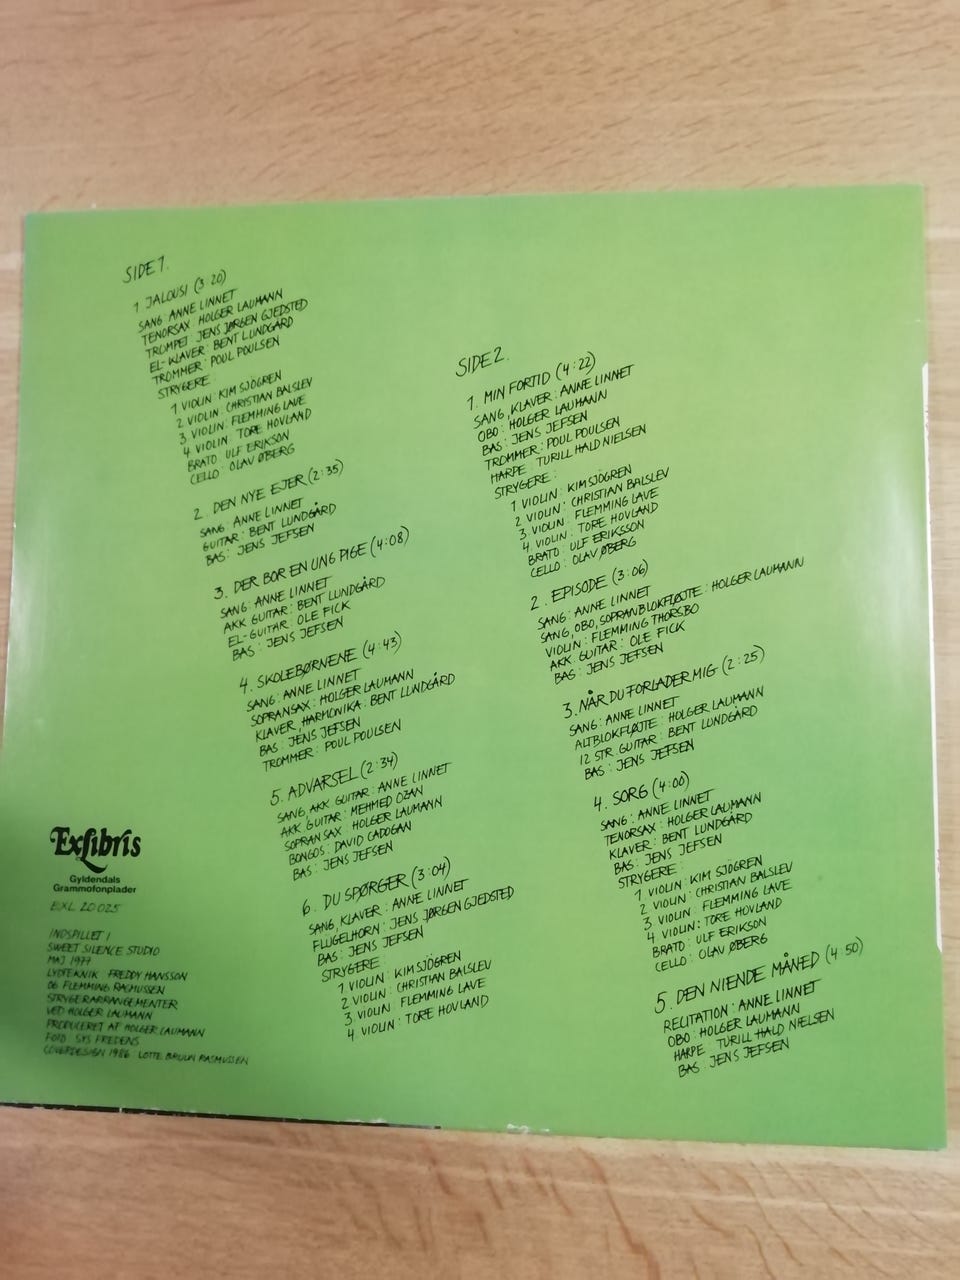 SIDE 1.
1 JALOUSI (3:20)
SANG ANNE LINNET
TENORSAX HOLGER LAUMANN
TROMPET JENS JØRGEN GJEDSTED
EL-KLAVER: BENT LUNDGÅRD
TROMMER: POUL POULSEN
STRYGERE:
1 VIOLIN: KIM SJÖGREN
2 VIOLIN: CHRISTIAN BALSLEV
3 VIOLIN: FLEMMING LAVE
4 VIOLIN TORE HOVLAND
BRATO: ULF ERIKSON
CELLO: OLAV ØBERG
2. DEN NYE EJER (2:35)
SANG: ANNE LINNET
GUITAR: BENT LUNDGÅRD
BAS: JENS JEFSEN
3. DER BOR EN UNG PIGE (4:08)
SANG: ANNE LINNET
AKK GUITAR: BENT LUNDGÅRD
EL-GUITAR: OLE FICK
BAS: JENS JEFSEN
4. SKOLEBØRNENE (4:43)
SANG: ANNE LINNET
SOPRANSAX: HOLGER LAUMANN
KLAVER, HARMONIKA: BENT LUNDGÅRD
BAS: JENS JEFSEN
TROMMER: POUL POULSEN
5. ADVARSEL (2:34)
SANG, AKK GUITAR: ANNE LINNET
AKK GUITAR: MEHMED OZAN
SOPRANSAX: HOLGER LAUMANN
BONGOS: DAVID CADOGAN
BAS: JENS JEFSEN
6. DU SPØRGER (3:04)
SANG, KLAVER: ANNE LINNET
FLUGELHORN: JENS JØRGEN GJEDSTED
BAS: JENS JEFSEN
STRYGERE:
1 VIOLIN: KIM SJÖGREN
2 VIOLIN: CHRISTIAN BALSLEV
3 VIOLIN: FLEMMING LAVE
4. VIOLIN: TORE HOVLAND
SIDE 2.
1. MIN FORTID (4:22)
SANG, KLAVER: ANNE LINNET
OBO: HOLGER LAUMANN
BAS: JENS JEFSEN
TROMMER: POUL POULSEN
HARPE: TURILL HALD NIELSEN
STRYGERE:
1 VIOLIN: KIM SJÖGREN
2 VIOLIN: CHRISTIAN BALSLEV
3 VIOLIN: FLEMMING LAVE
4 VIOLIN: TORE HOVLAND
BRATO: ULF ERIKSSON
CELLO: OLAV ØBERG
2. EPISODE (3:06)
SANG: ANNE LINNET
SANG, OBO, SOPRANBLOKFLØJTE: HOLGER LAUMANN
VIOLIN: FLEMMING THORSBO
AKK. GUITAR: OLE FICK
BAS: JENS JEFSEN
3. NÅR DU FORLADER MIG (2:25)
SANG: ANNE LINNET
ALTBLOKFLØJTE: HOLGER LAUMANN
12 STR. GUITAR: BENT LUNDGÅRD
BAS: JENS JEFSEN
4. SORG (4:00)
SANG: ANNE LINNET
TENORSAX: HOLGER LAUMANN
KLAVER: BENT LUNDGÅRD
BAS: JENS JEFSEN
STRYGERE:
1 VIOLIN: KIM SJÖGREN
2 VIOLIN: CHRISTIAN BALSLEV
3 VIOLIN: FLEMMING LAVE
4 VIOLIN: TORE HOVLAND
BRATO: ULF ERIKSON
CELLO: OLAV ØBERG
5. DEN NIENDE MÅNED (4:50)
RECITATION: ANNE LINNET
OBO: HOLGER LAUMANN
HARPE: TURILL HALD NIELSEN
BAS: JENS JEFSEN
Exlibris
Gyldendals
Grammofonplader
EXL 20025
INDSPILLET I
SWEET SILENCE STUDIO
MAJ 1977
LYDTEKNIK FREDDY HANSSON
OG FLEMMING RASMUSSEN
STRYGERARRANGEMENTER
VED HOLGER LAUMANN
PRODUCERET AF HOLGER LAUMANN
FOTO SYS FREDENS
COVERDESIGN 1986: LOTTE BRUUN RASMUSSEN